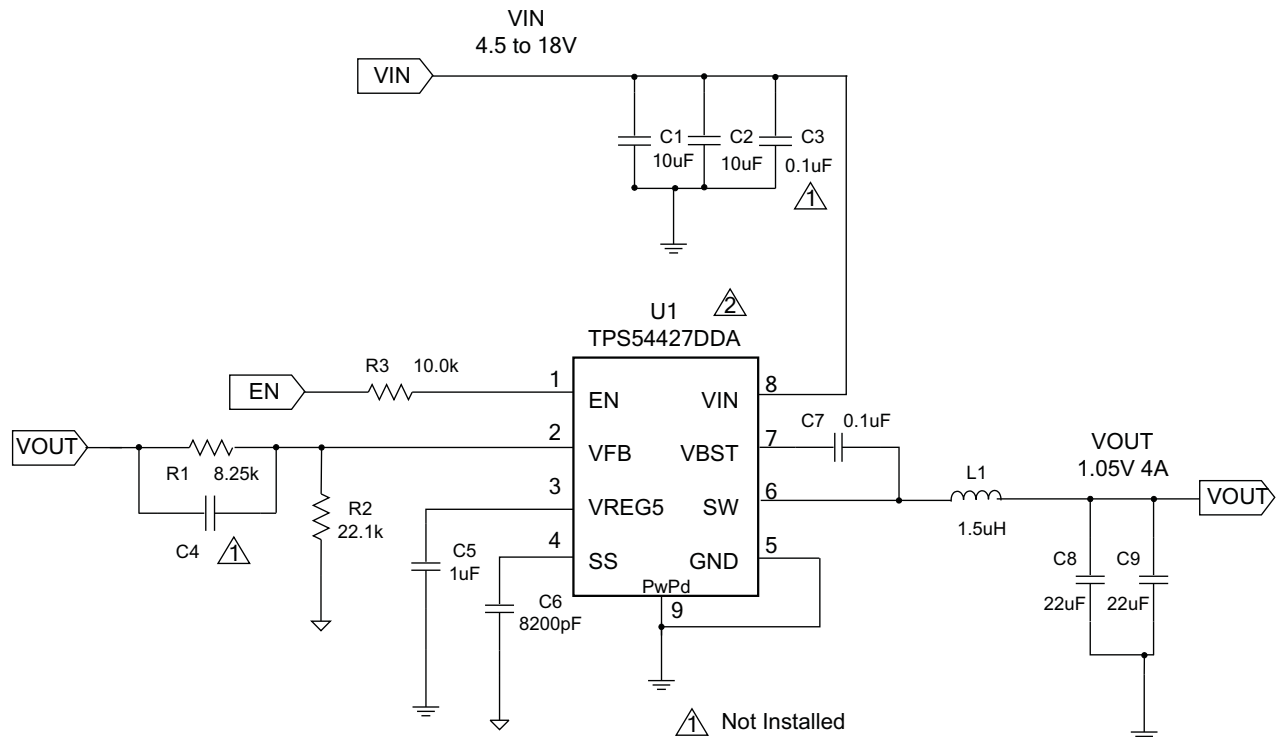 VIN
4.5 to 18V
VIN
C1
10uF
C2
10uF
C3
0.1uF
1
U1
2
TPS54427DDA
EN
R3 10.0k
1
EN
VIN
8
VOUT
R1 8.25k
2
VFB
VBST
7
C7 0.1uF
C4
1
R2
22.1k
3
VREG5
SW
6
L1
1.5uH
VOUT
1.05V 4A
VOUT
C5
1uF
4
SS
GND
5
C6
8200pF
PwPd
9
C8
22uF
C9
22uF
1 Not Installed